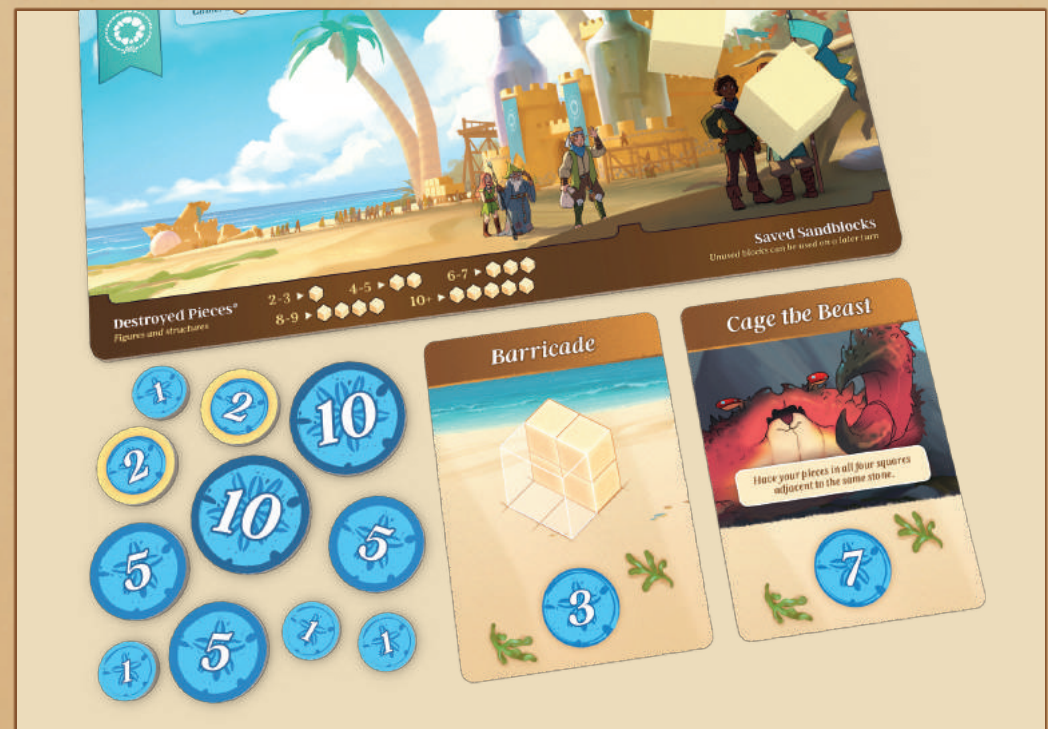 Destroyed Pieces*
Figures and structures
2-3 ▸
4-5 ▸
6-7 ▸
8-9 ▸
10+ ▸
Saved Sandblocks
Unused blocks can be used on a later turn
1
2
10
2
10
5
5
1
5
1
1
Barricade
3
Cage the Beast
Have your pieces in all four squares
adjacent to the same stone.
7